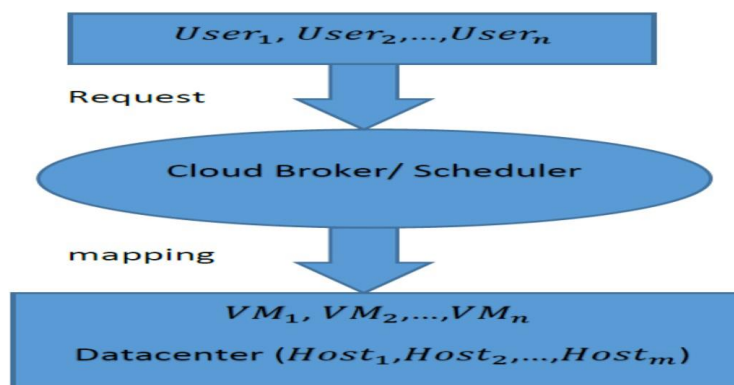 User₁, User₂,...,Userₙ
Request
Cloud Broker/ Scheduler
mapping
VM₁, VM₂,...,VMₙ
Datacenter (Host₁,Host₂,...,Hostₘ)